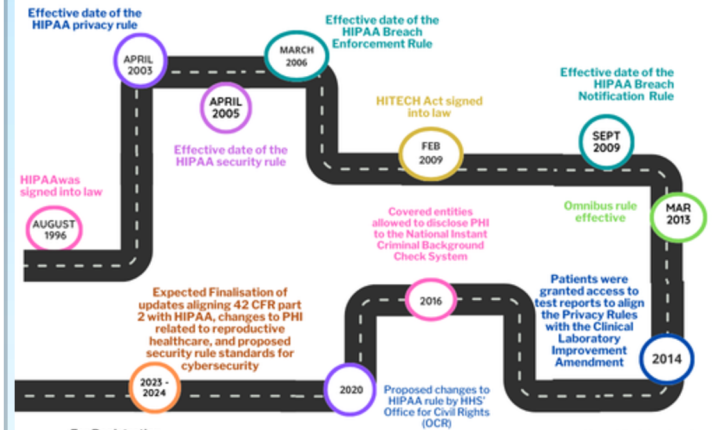 Effective date of the
HIPAA privacy rule
APRIL
2003
MARCH
2006
Effective date of the
HIPAA Breach
Enforcement Rule
APRIL
2005
Effective date of the
HIPAA security rule
HITECH Act signed
into law
FEB
2009
Effective date of the
HIPAA Breach
Notification Rule
SEPT
2009
HIPAAwas
signed into law
AUGUST
1996
Omnibus rule
effective
MAR
2013
Covered entities
allowed to disclose PHI
to the National Instant
Criminal Background
Check System
2016
Patients were
granted access to
test reports to align
the Privacy Rules
with the Clinical
Laboratory
Improvement
Amendment
2014
Expected Finalisation of
updates aligning 42 CFR part
2 with HIPAA, changes to PHI
related to reproductive
healthcare, and proposed
security rule standards for
cybersecurity
2023 -
2024
2020
Proposed changes to
HIPAA rule by HHS'
Office for Civil Rights
(OCR)